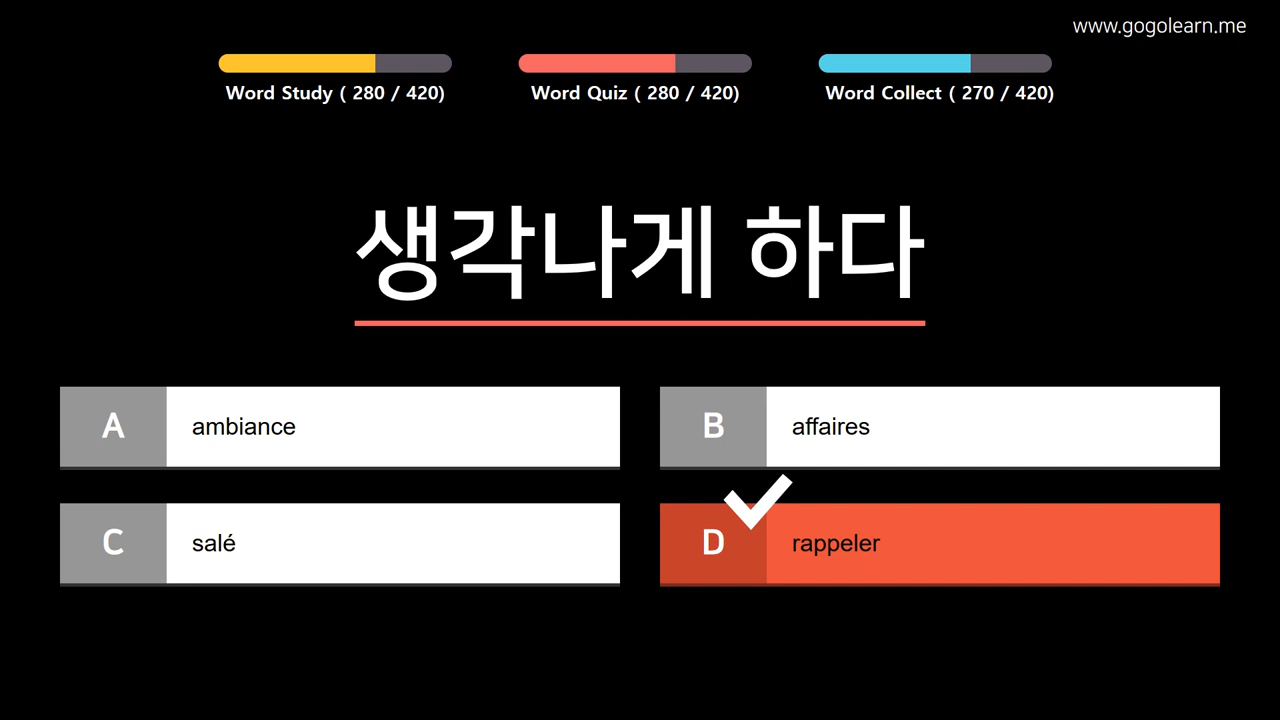 www.gogolearn.me
Word Study ( 280 / 420)
Word Quiz ( 280 / 420)
Word Collect ( 270 / 420)
생각나게 하다
A
ambiance
B
affaires
C
salé
D
rappeler